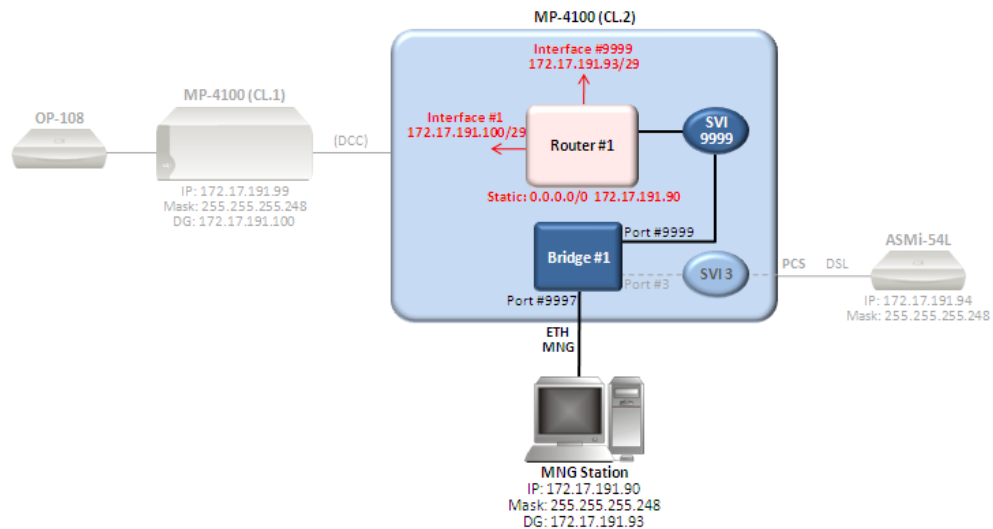 MP-4100 (CL.2)
Interface #9999
172.17.191.93/29
MP-4100 (CL.1)
OP-108
Interface #1
172.17.191.100/29
SVI
9999
(DCC)
Router #1
IP: 172.17.191.99
Mask: 255.255.255.248
DG: 172.17.191.100
Static: 0.0.0.0/0 172.17.191.90
Port #9999
ASMi-54L
Bridge #1
PCS
DSL
SVI 3
Port #3
Port #9997
IP: 172.17.191.94
Mask: 255.255.255.248
ETH
MNG
MNG Station
IP: 172.17.191.90
Mask: 255.255.255.248
DG: 172.17.191.93